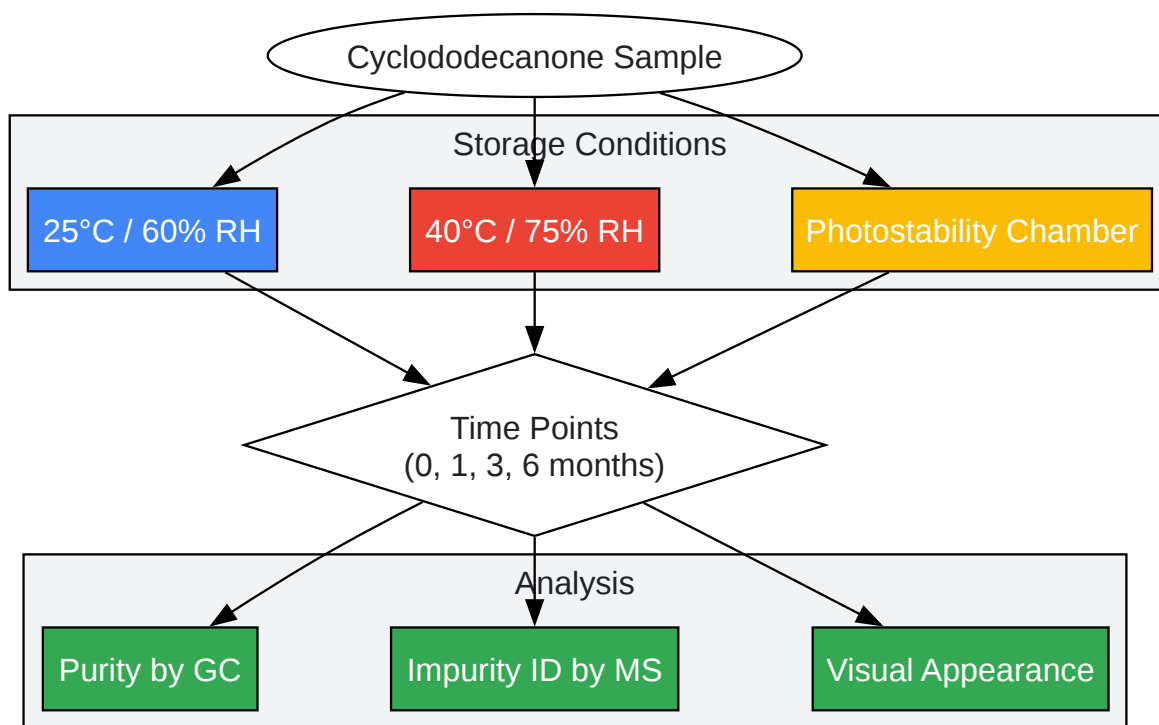 Cyclododecanone Sample
Storage Conditions
25°C / 60% RH
40°C / 75% RH
Photostability Chamber
Time Points
(0, 1, 3, 6 months)
Analysis
Purity by GC
Impurity ID by MS
Visual Appearance